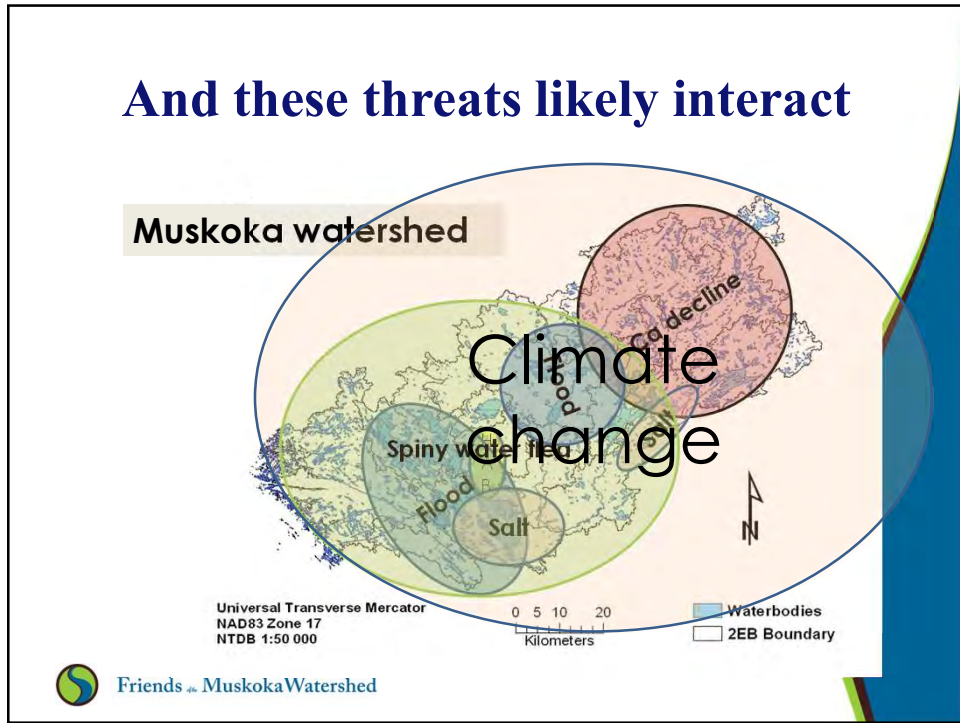 And these threats likely interact
Muskoka watershed
Ca decline
Climate
change
Flood
Salt
Spiny water flea
Flood
Salt
N
Universal Transverse Mercator
NAD83 Zone 17
NTDB 1:50 000
0 5 10 20
Kilometers
Waterbodies
2EB Boundary
Friends of the Muskoka Watershed